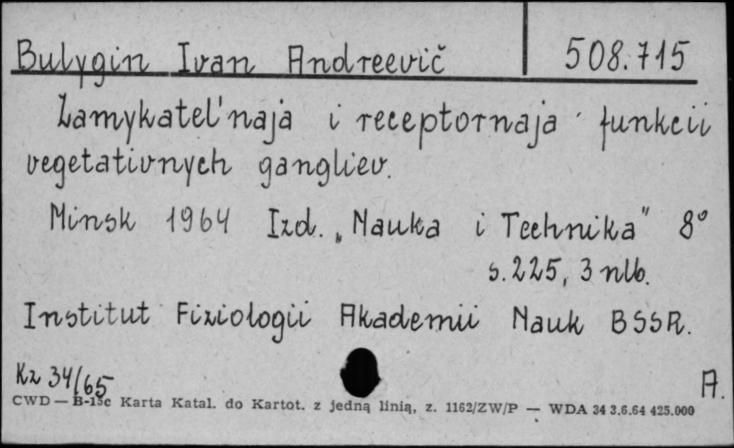 Bulygin Ivan Andreevič 508.715
Zamykatel'naja i receptornaja funkcii
vegetativnych gangliev.
Minsk 1964 Izd. „Nauka i Technika" 8°
s. 225, 3 nlb.
Institut Fiziologii Akademii Nauk BSSR.
Kz 34/65 A.
CWD — B-15c Karta Katal. do Kartot. z jedną linią, z. 1162/ZW/P — WDA 34 3.6.64 425.000